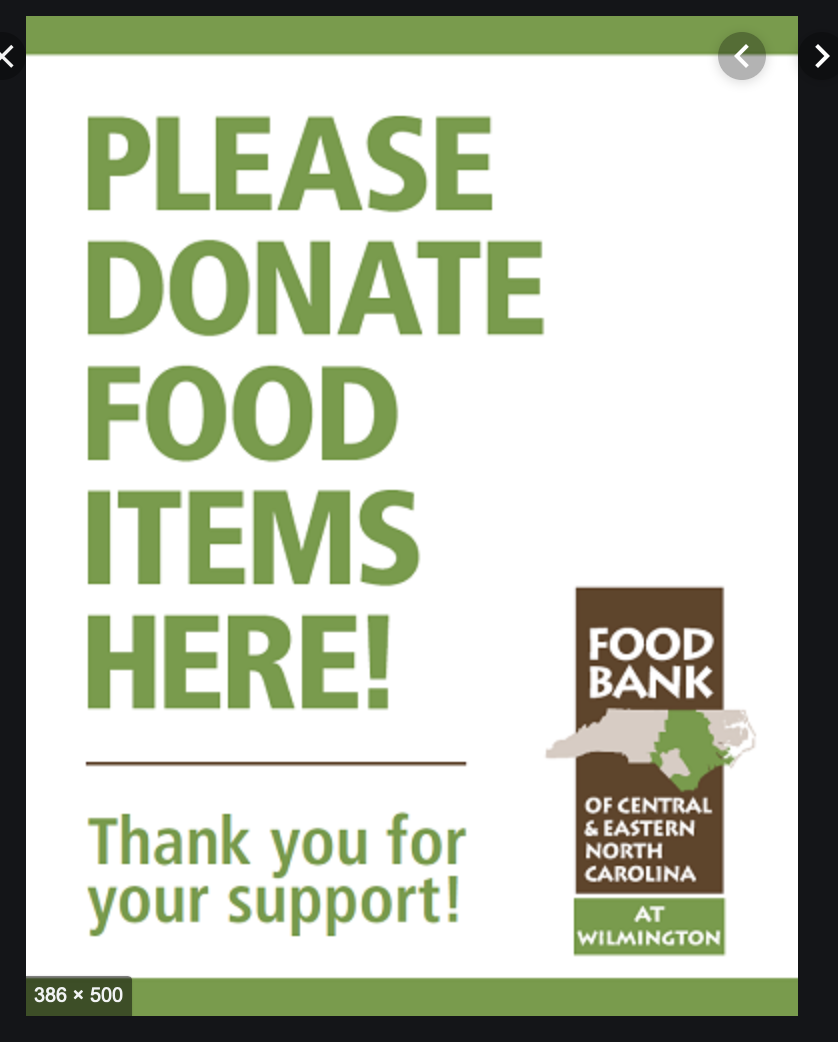 PLEASE
DONATE
FOOD
ITEMS
HERE!
Thank you for
your support!
FOOD
BANK
OF CENTRAL
& EASTERN
NORTH
CAROLINA
AT
WILMINGTON
386 × 500